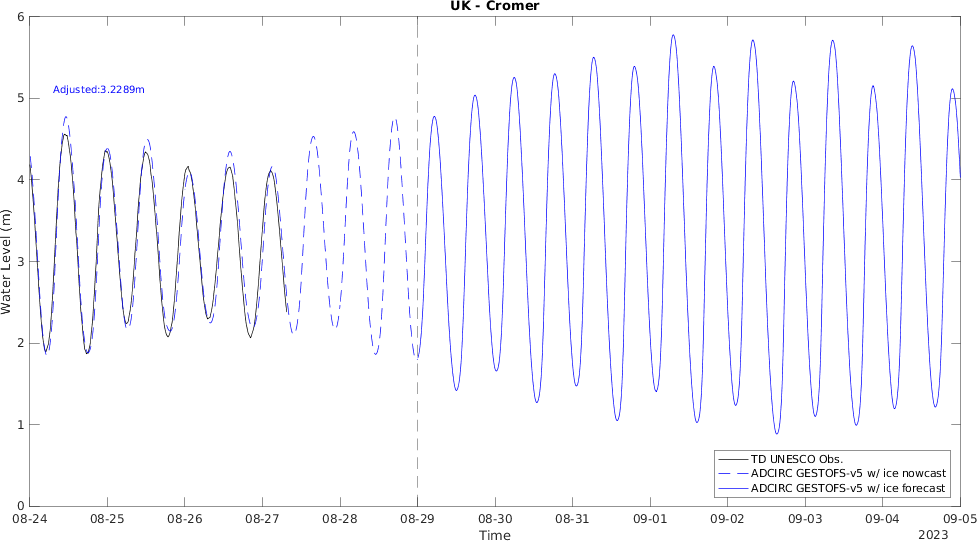 UK - Cromer
6
5
4
3
2
1
0
Water Level (m)
Adjusted:3.2289m
TD UNESCO Obs.
ADCIRC GESTOFS-v5 w/ ice nowcast
ADCIRC GESTOFS-v5 w/ ice forecast
08-24 08-25 08-26 08-27 08-28 08-29 08-30 08-31 09-01 09-02 09-03 09-04 09-05
Time
2023